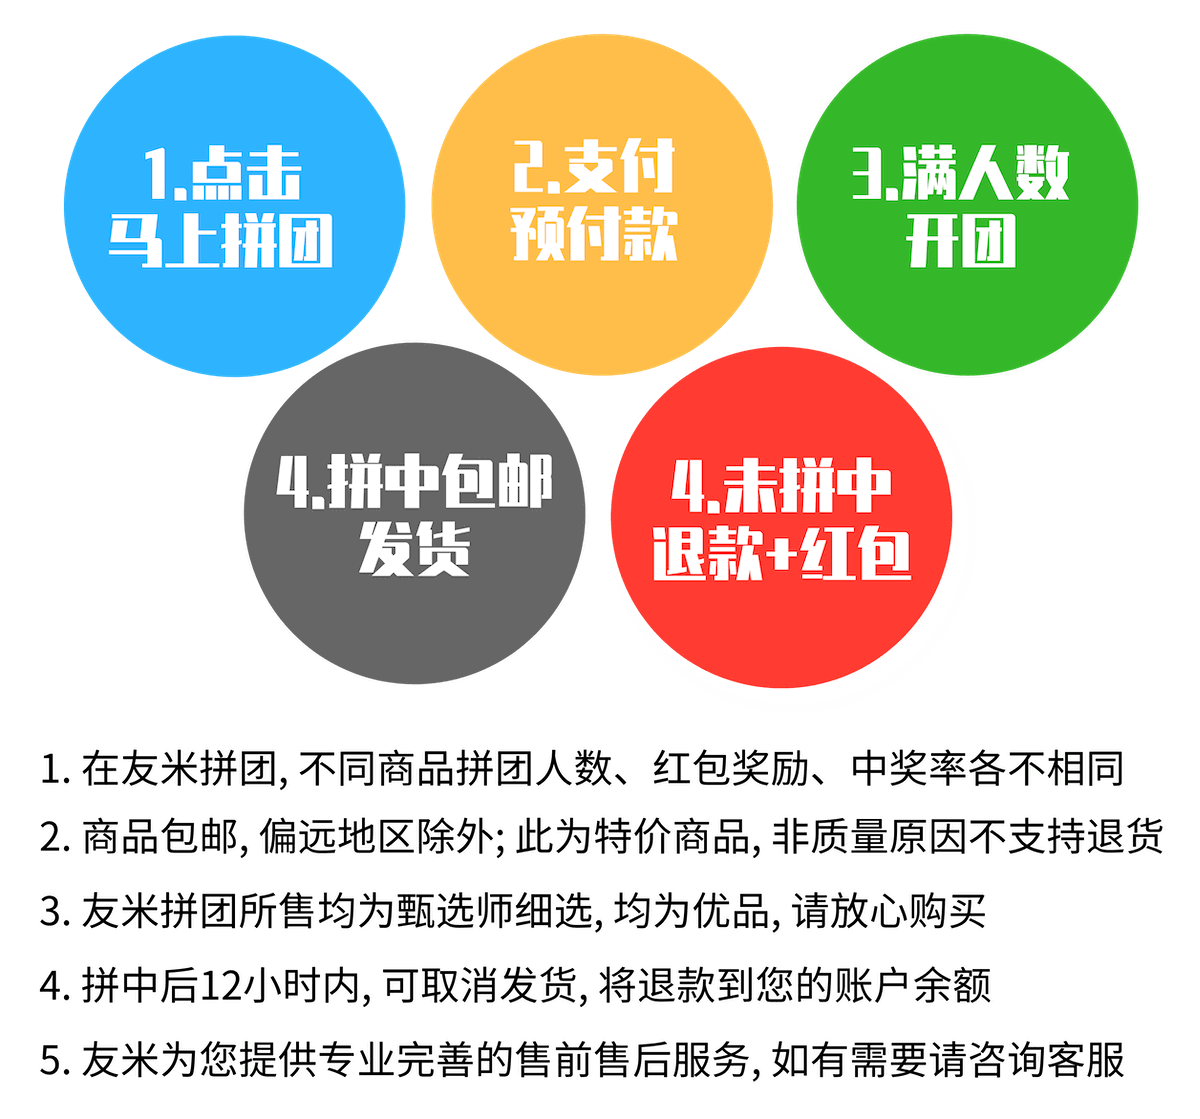 1.点击
马上拼团
2.支付
预付款
3.满人数
开团
4.拼中包邮
发货
4.未拼中
退款+红包
1. 在友米拼团, 不同商品拼团人数、红包奖励、中奖率各不相同
2. 商品包邮, 偏远地区除外; 此为特价商品, 非质量原因不支持退货
3. 友米拼团所售均为甄选师细选, 均为优品, 请放心购买
4. 拼中后12小时内, 可取消发货, 将退款到您的账户余额
5. 友米为您提供专业完善的售前售后服务, 如有需要请咨询客服